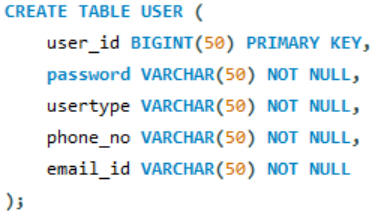 CREATE TABLE USER (
    user_id BIGINT(50) PRIMARY KEY,
    password VARCHAR(50) NOT NULL,
    usertype VARCHAR(50) NOT NULL,
    phone_no VARCHAR(50) NOT NULL,
    email_id VARCHAR(50) NOT NULL
);